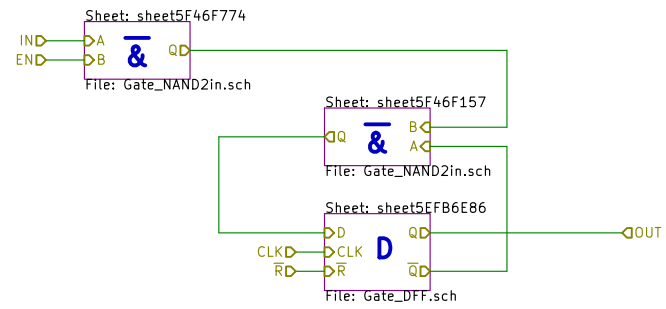 Sheet: sheet5F46F774
IN A & Q
EN B
File: Gate_NAND2in.sch
Sheet: sheet5F46F157
Q & B
A
File: Gate_NAND2in.sch
Sheet: sheet5EFB6E86
D D Q OUT
CLK CLK
R̅ R̅ Q̅
File: Gate_DFF.sch